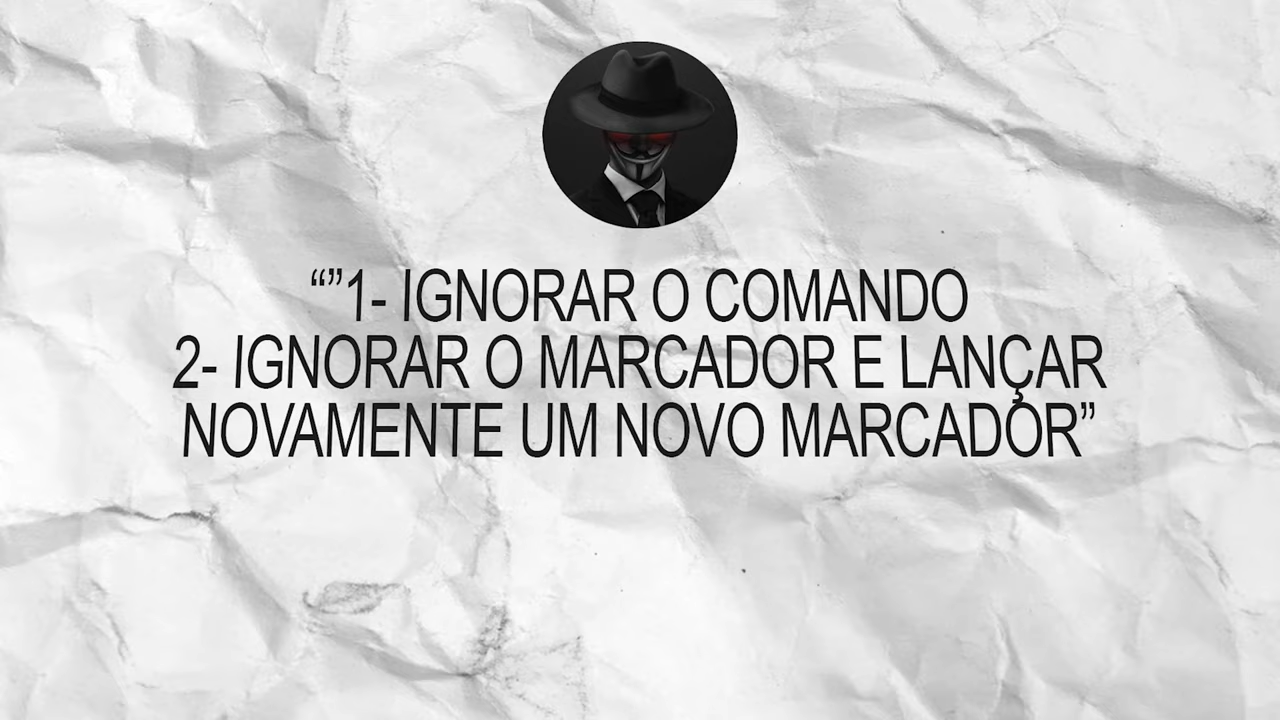 “”1- IGNORAR O COMANDO
2- IGNORAR O MARCADOR E LANÇAR
NOVAMENTE UM NOVO MARCADOR”